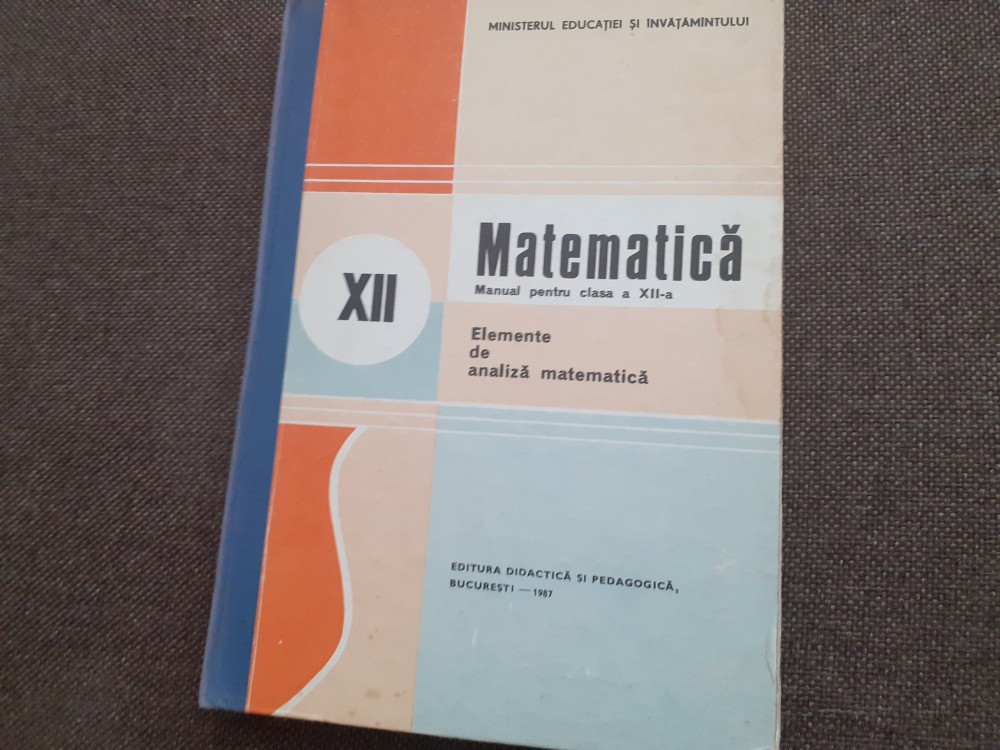 MINISTERUL EDUCAȚIEI ȘI INVĂȚĂMÎNTULUI
XII
Matematică
Manual pentru clasa a XII-a
Elemente
de
analiză matematică
EDITURA DIDACTICĂ SI PEDAGOGICĂ,
BUCUREȘTI — 1987